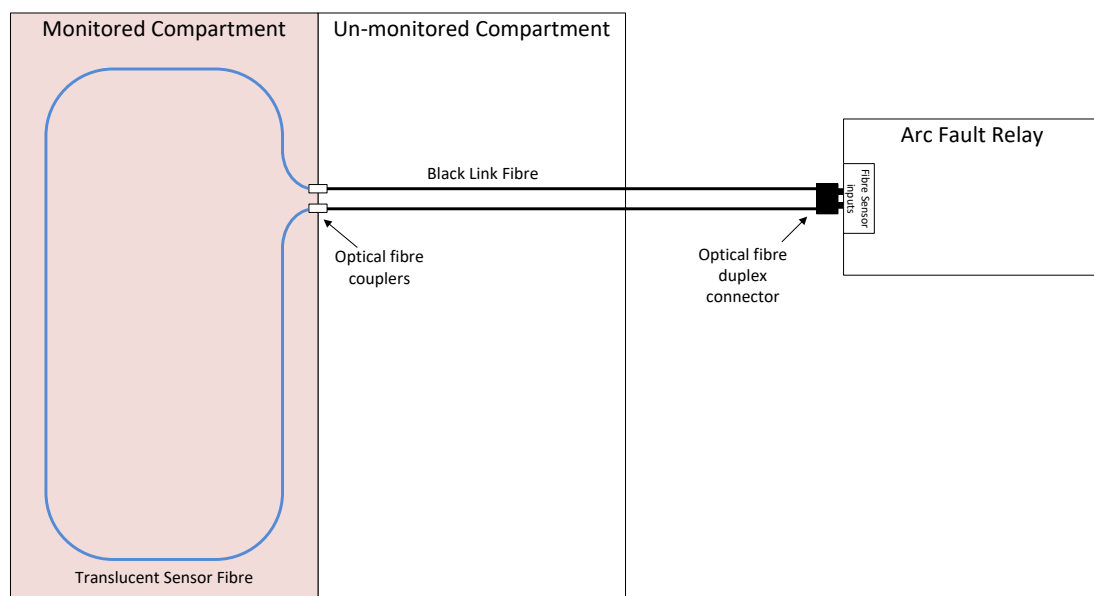 Monitored Compartment
Un-monitored Compartment
Arc Fault Relay
Black Link Fibre
Fibre Sensor
inputs
Optical fibre
couplers
Optical fibre
duplex
connector
Translucent Sensor Fibre